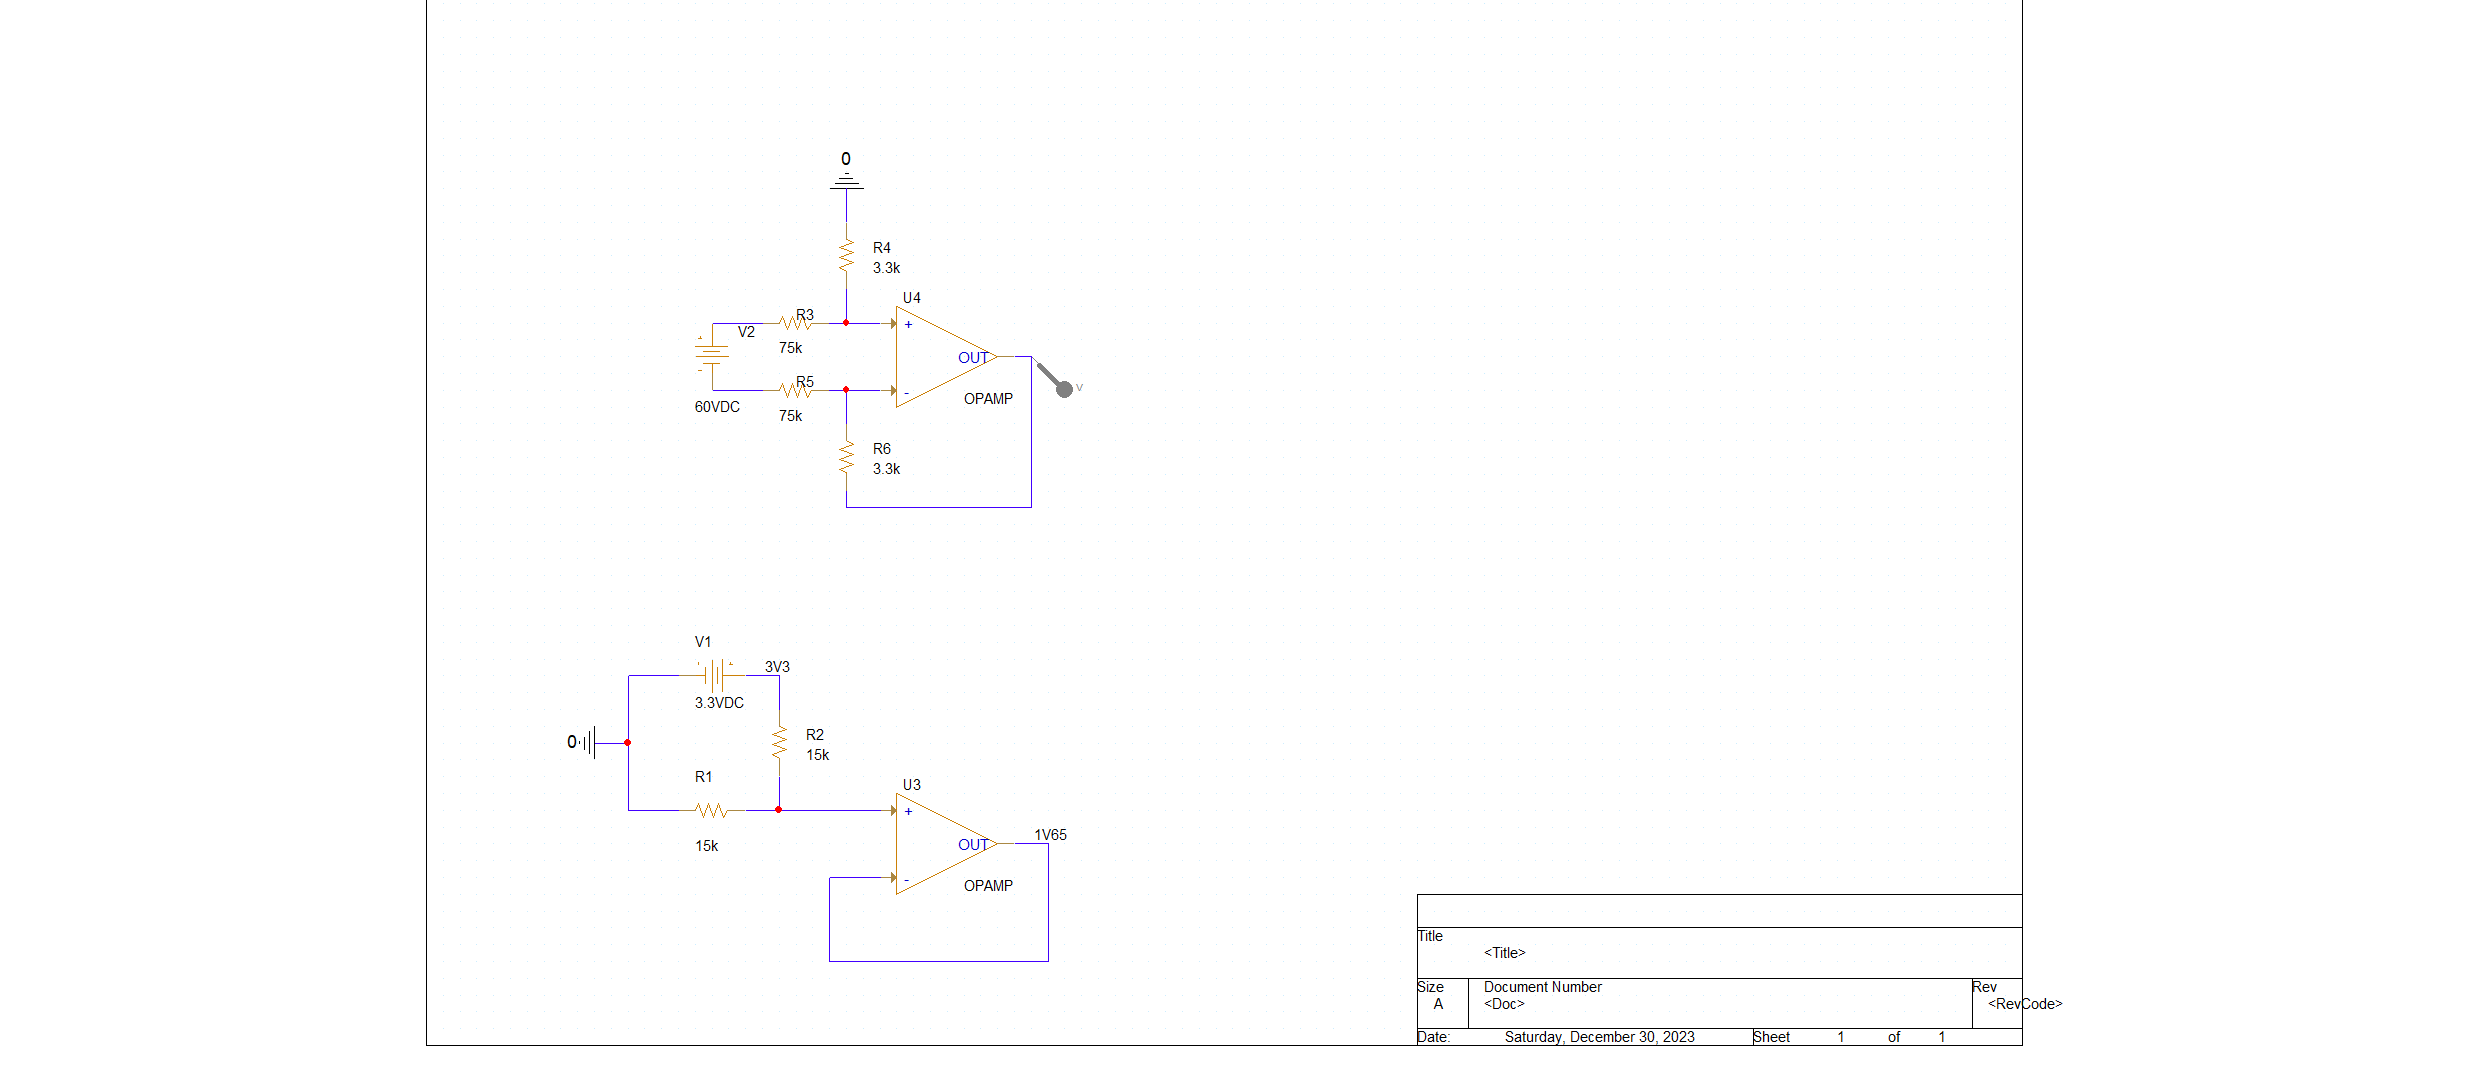 0
R4
3.3k
U4
+
R3
V2
75k
OUT
V
R5
-
OPAMP
60VDC
75k
R6
3.3k
V1
3V3
3.3VDC
0
R2
15k
R1
U3
+
1V65
15k
OUT
-
OPAMP
Title
<Title>
Size
Document Number
Rev
A
<Doc>
<RevCode>
Date: Saturday, December 30, 2023 Sheet 1 of 1